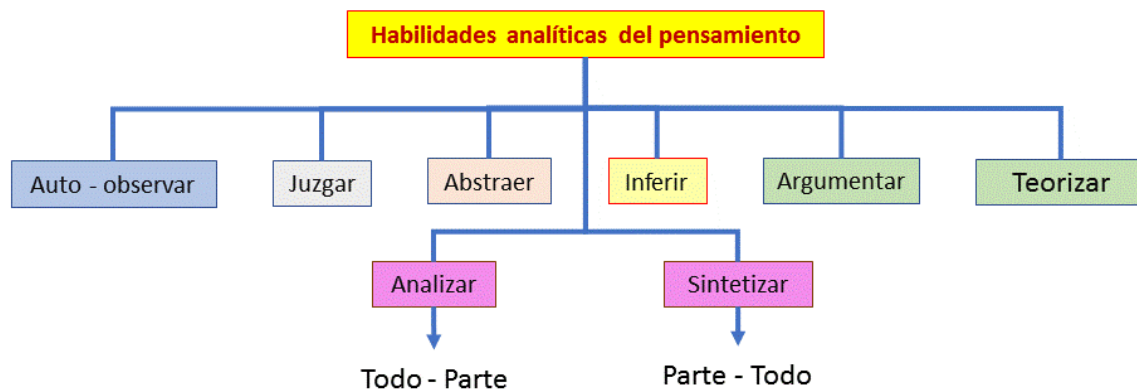 Habilidades analíticas del pensamiento
Auto - observar
Juzgar
Abstraer
Inferir
Argumentar
Teorizar
Analizar
Sintetizar
Todo - Parte
Parte - Todo